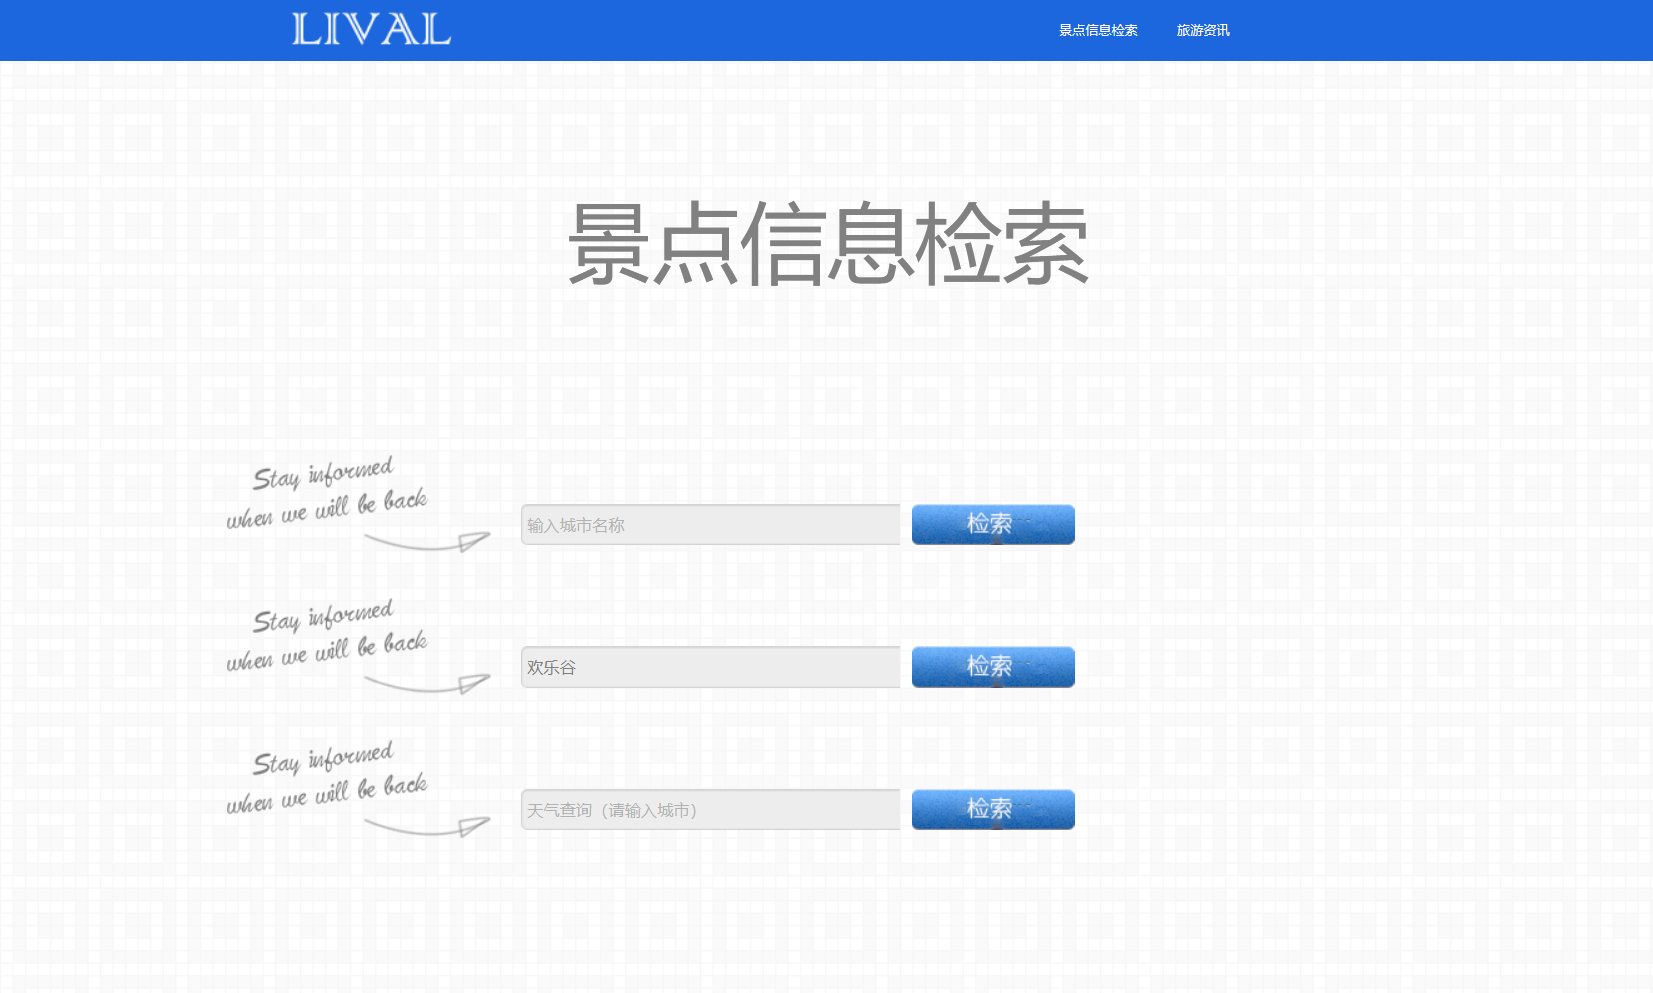 LIVAL
景点信息检索
旅游资讯
景点信息检索
Stay informed
when we will be back
输入城市名称
检索
Stay informed
when we will be back
欢乐谷
检索
Stay informed
when we will be back
天气查询（请输入城市）
检索